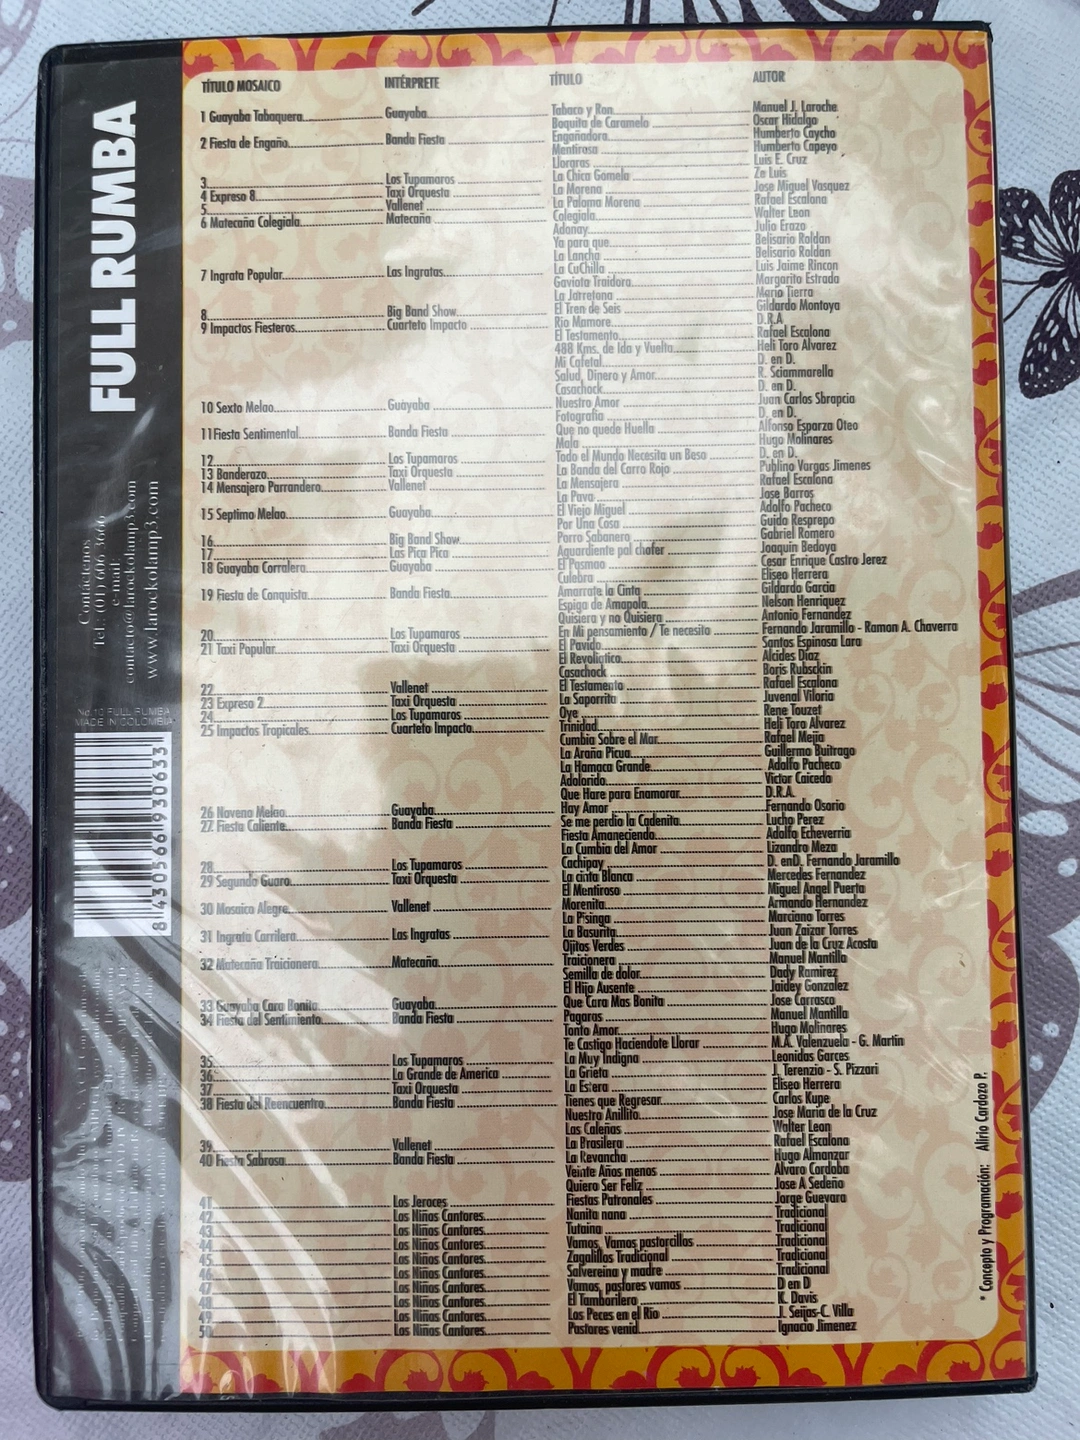 TÍTULO MOSAICO INTÉRPRETE TÍTULO AUTOR
1 Guayaba Tabaquera Guayaba Tabaco y Ron Manuel J. Laroche
Boquita de Caramelo Oscar Hidalgo
2 Fiesta de Engaño Banda Fiesta Engañadora Humberto Caycho
Mentirosa Humberto Capeyo
Lloraras Luis E. Cruz
3 Los Tupamaros La Chica Gomela Ze Luis
4 Expreso 8 Taxi Orquesta La Morena Jose Miguel Vasquez
5 Vallenet La Paloma Morena Rafael Escalona
6 Matecaña Colegiala Matecaña Colegiala Walter Leon
Adanay Julio Erazo
Ya para que Belisario Roldan
La Lancha Belisario Roldan
7 Ingrata Popular Las Ingratas La CuChilla Luis Jaime Rincon
Gaviota Traidora Margarito Estrada
La Jarretona Mario Tierra
8 Big Band Show El Tren de Seis Gildardo Montoya
9 Impactos Fiesteros Cuarteto Impacto Rio Mamore D.R.A
El Testamento Rafael Escalona
488 Kms. de Ida y Vuelta Heli Toro Alvarez
Mi Cafetal D. en D.
Salud, Dinero y Amor R. Sciammarella
Casachock D. en D.
10 Sexto Melao Guayaba Nuestro Amor Juan Carlos Sbrapcia
Fotografia D. en D.
11Fiesta Sentimental Banda Fiesta Que no quede Huella Alfonso Esparza Oteo
Mala Hugo Molinares
12 Los Tupamaros Todo el Mundo Necesita un Beso D. en D.
13 Banderazo Taxi Orquesta La Banda del Carro Rojo Publino Vargas Jimenes
14 Mensajero Parrandero Vallenet La Mensajera Rafael Escalona
La Pava Jose Barros
15 Septimo Melao Guayaba El Viejo Miguel Adolfo Pacheco
Por Una Cosa Guido Resprepo
16 Big Band Show Porro Sabanero Gabriel Romero
17 Las Pica Pica Aguardiente pal chofer Joaquin Bedoya
18 Guayaba Corralera Guayaba El Pasmao Cesar Enrique Castro Jerez
Culebra Eliseo Herrera
19 Fiesta de Conquista Banda Fiesta Amarrate la Cinta Gildardo Garcia
Espiga de Amapola Nelson Henriquez
Quisiera y no Quisiera Antonio Fernandez
20 Los Tupamaros En Mi pensamiento / Te necesito Fernando Jaramillo - Ramon A. Chaverra
21 Taxi Popular Taxi Orquesta El Pavido Santos Espinosa Lara
El Revoliatico Alcides Diaz
Casachock Boris Rubsckin
22 Vallenet El Testamento Rafael Escalona
23 Expreso 2 Taxi Orquesta La Saporrita Juvenal Viloria
24 Los Tupamaros Oye Rene Touzet
25 Impactos Tropicales Cuarteto Impacto Trinidad Heli Toro Alvarez
Cumbia Sobre el Mar Rafael Mejia
La Araña Picua Guillermo Buitrago
La Hamaca Grande Adolfo Pacheco
Adolorido Victor Caicedo
Que Hare para Enamorar D.R.A.
26 Noveno Melao Guayaba Hay Amor Fernando Osorio
27 Fiesta Caliente Banda Fiesta Se me perdio la Cadenita Lucho Perez
Fiesta Amaneciendo Adolfo Echeverria
La Cumbia del Amor Lizandro Meza
28 Los Tupamaros Cachipay D. enD. Fernando Jaramillo
29 Segundo Guaro Taxi Orquesta La cinta Blanca Mercedes Fernandez
El Mentiroso Miguel Angel Puerta
30 Mosaico Alegre Vallenet Morenita Armando Hernandez
La Pisinga Marciano Torres
31 Ingrata Carrilera Las Ingratas La Basurita Juan Zaizar Torres
Ojitos Verdes Juan de la Cruz Acosta
32 Matecaña Traicionera Matecaña Traicionera Manuel Mantilla
Semilla de dolor Dady Ramirez
El Hijo Ausente Jaidey Gonzalez
33 Guayaba Cara Bonita Guayaba Que Cara Mas Bonita Jose Carrasco
34 Fiesta del Sentimiento Banda Fiesta Pagaras Manuel Mantilla
Tonto Amor Hugo Molinares
Te Castigo Haciendote Llorar M.A. Valenzuela - G. Martin
35 Los Tupamaros La Muy Indigna Leonidas Garces
36 La Grande de America La Grieta J. Terenzio - S. Pizzari
37 Taxi Orquesta La Estera Eliseo Herrera
38 Fiesta del Reencuentro Banda Fiesta Tienes que Regresar Carlos Kupe
Nuestro Anillito Jose Maria de la Cruz
Las Caleñas Walter Leon
39 Vallenet La Brasilera Rafael Escalona
40 Fiesta Sabrosa Banda Fiesta La Revancha Hugo Almanzar
Veinte Años menos Alvaro Cordoba
Quiero Ser Feliz Jose A Sedeño
41 Los Jeroces Fiestas Patronales Jorge Guevara
42 Los Niños Cantores Nanita nana Tradicional
43 Los Niños Cantores Tutaina Tradicional
44 Los Niños Cantores Vamos, Vamos pastorcillos Tradicional
45 Los Niños Cantores Zagalillos Tradicional Tradicional
46 Los Niños Cantores Salvereina y madre Tradicional
47 Los Niños Cantores Vamos, pastores vamos D en D
48 Los Niños Cantores El Tamborilero K. Davis
49 Los Niños Cantores Los Peces en el Rio J. Seijas-C. Villa
50 Los Niños Cantores Pastores venid Ignacio Jimenez
* Concepto y Programación: Alirio Cardozo P.
FULL RUMBA
Contáctenos
e-mail:
contacto@larockolamp3.com
www.larockolamp3.com
No.10 FULL RUMBA
MADE IN COLOMBIA
8 430566 930633